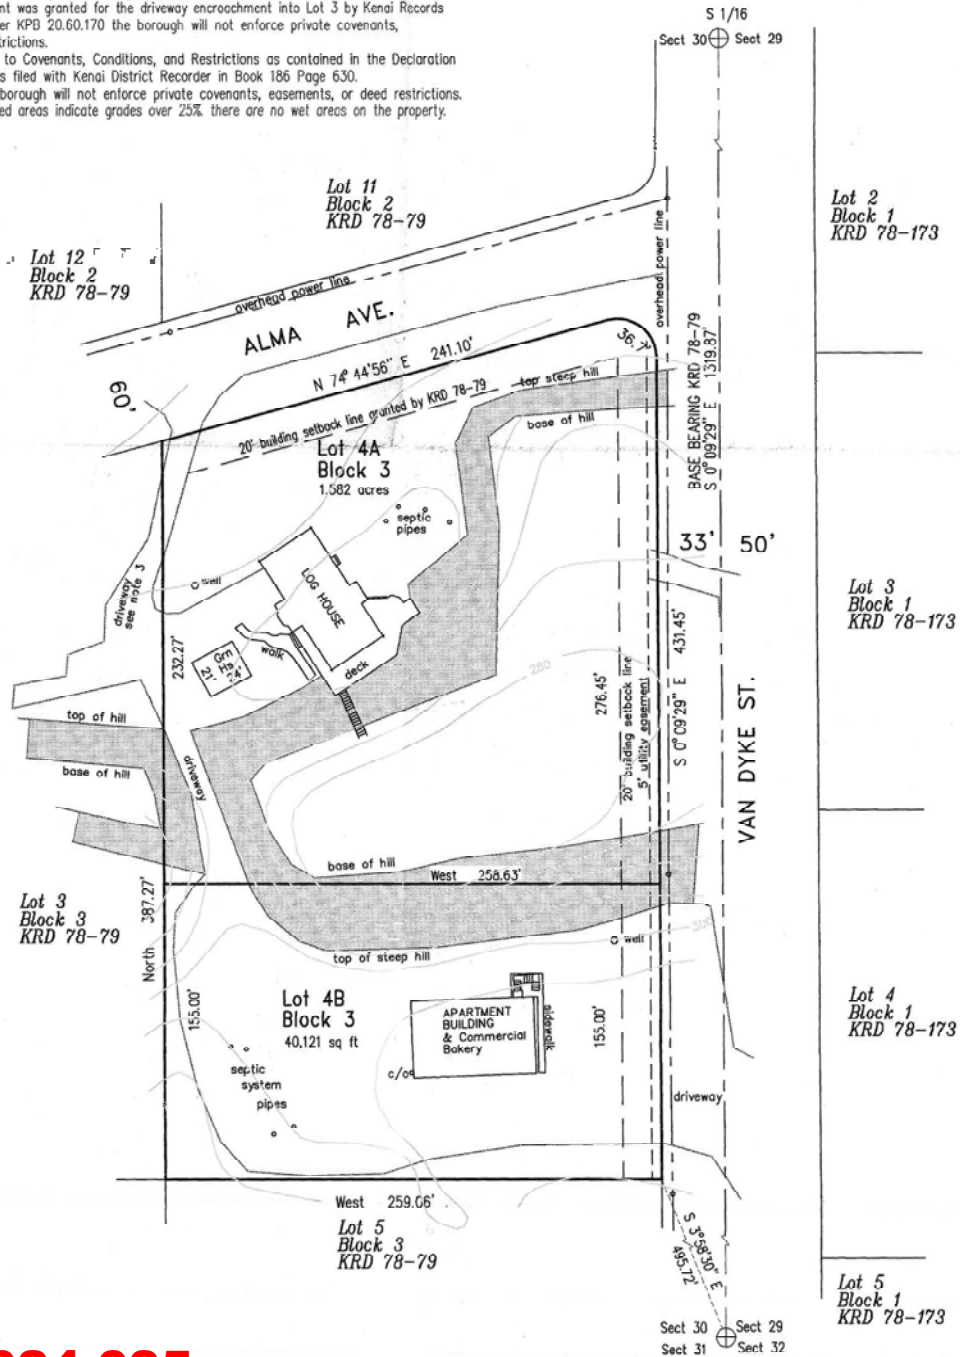 nt was granted for the driveway encroachment into Lot 3 by Kenai Records
er KPB 20.60.170 the borough will not enforce private covenants,
trictions.
to Covenants, Conditions, and Restrictions as contained in the Declaration
s filed with Kenai District Recorder in Book 186 Page 630.
borough will not enforce private covenants, easements, or deed restrictions.
ed areas indicate grades over 25%. there are no wet areas on the property.
S 1/16
Sect 30 Sect 29
Lot 11
Block 2
KRD 78-79
Lot 2
Block 1
KRD 78-173
Lot 12
Block 2
KRD 78-79
overhead power line
overhead power line
ALMA AVE.
60'
N 74° 44'56" E 241.10'
36.7'
20' building setback line granted by KRD 78-79
top steep hill
base of hill
BASE BEARING KRD 78-79
S 0°09'29" E 1319.87'
Lot 4A
Block 3
1.582 acres
septic
pipes
33' 50'
well
LOG HOUSE
driveway
see note 3
Lot 3
Block 1
KRD 78-173
232.27'
walk
Grn
Hs
21' 24'
deck
280
276.45'
20' building setback line
5' utility easement
S 0°09'29" E 431.45'
VAN DYKE ST.
top of hill
base of hill
driveway
base of hill
West 258.63'
Lot 3
Block 3
KRD 78-79
North 387.27'
top of steep hill
well
300
Lot 4B
Block 3
40,121 sq ft
155.00'
APARTMENT
BUILDING
& Commercial
Bakery
sidewalk
155.00'
c/o
Lot 4
Block 1
KRD 78-173
septic
system
pipes
driveway
West 259.06'
Lot 5
Block 3
KRD 78-79
S 3°58'30" E
495.72'
Lot 5
Block 1
KRD 78-173
Sect 30 Sect 29
Sect 31 Sect 32